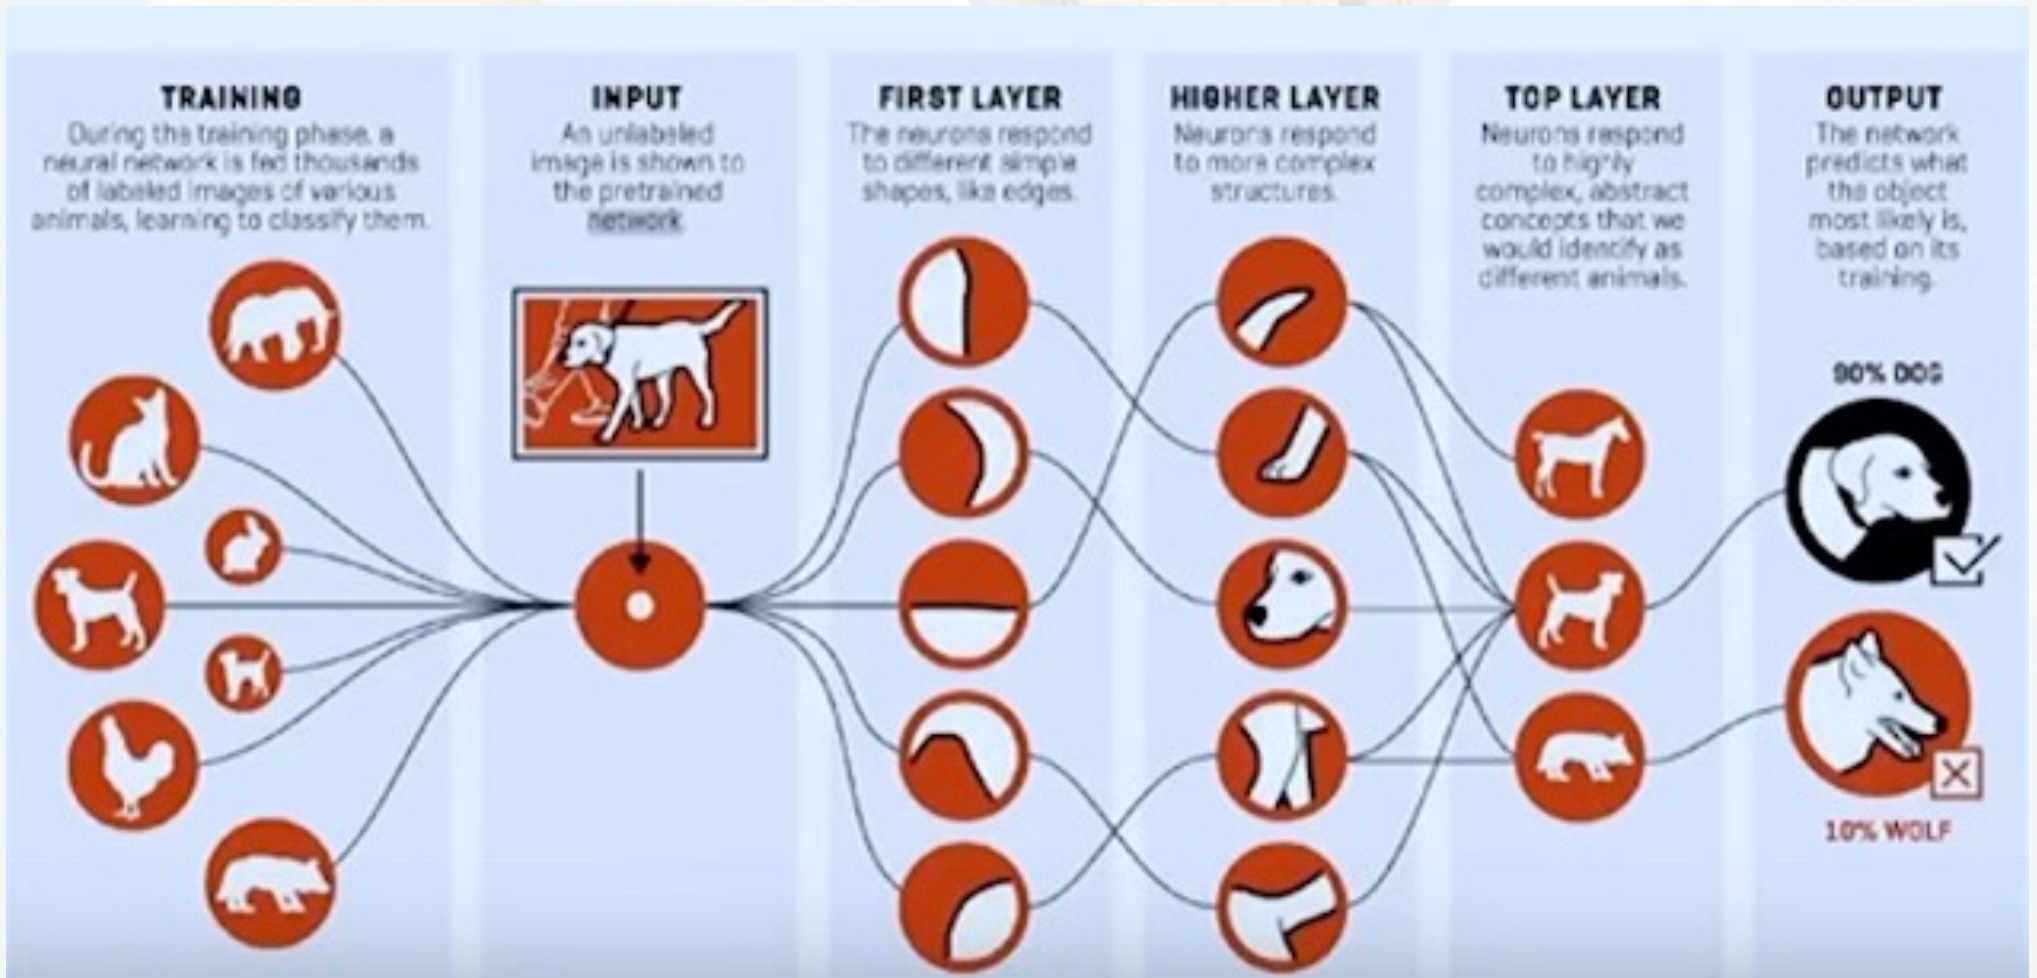 TRAINING
During the training phase, a
neural network is fed thousands
of labeled images of various
animals, learning to classify them.
INPUT
An unlabeled
image is shown to
the pretrained
network
FIRST LAYER
The neurons respond
to different simple
shapes, like edges.
HIGHER LAYER
Neurons respond
to more complex
structures.
TOP LAYER
Neurons respond
to highly
complex, abstract
concepts that we
would identify as
different animals.
OUTPUT
The network
predicts what
the object
most likely is,
based on its
training.
90% DOG
10% WOLF